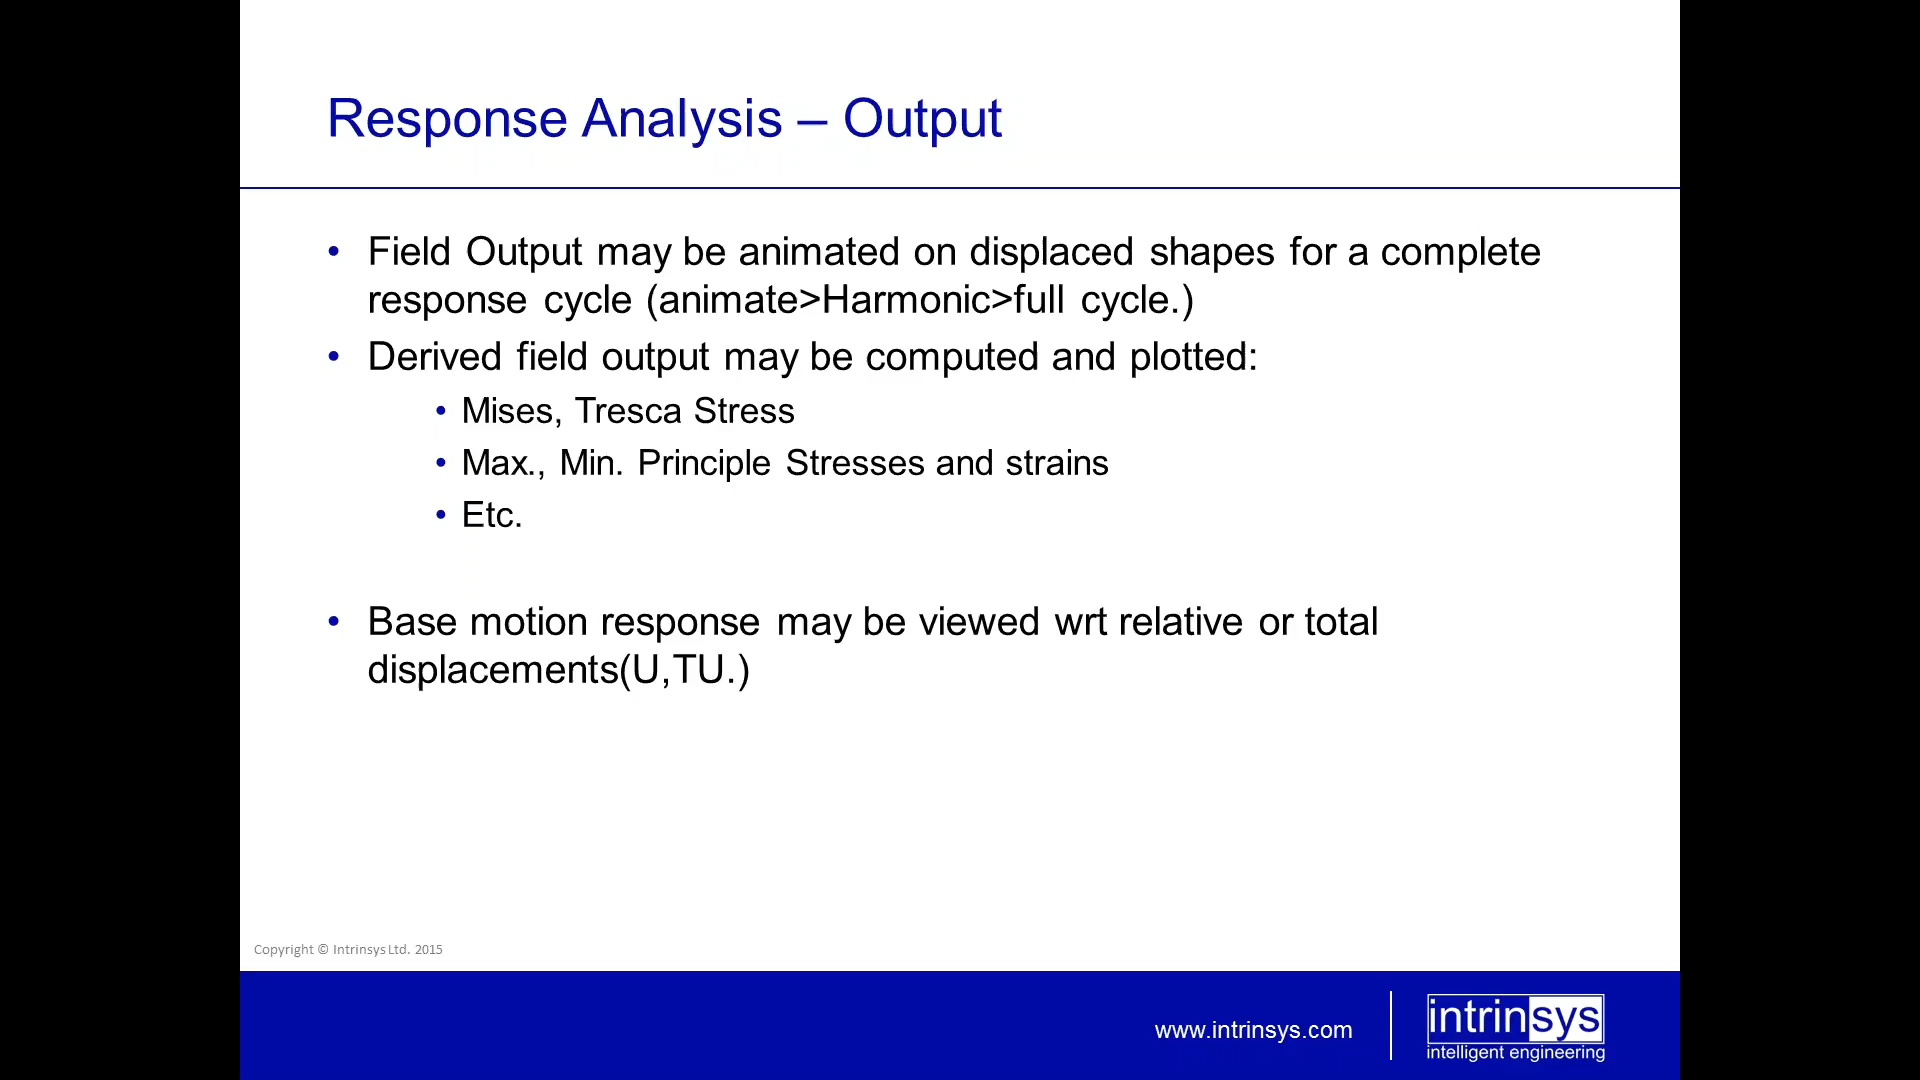 Response Analysis – Output
• Field Output may be animated on displaced shapes for a complete
response cycle (animate>Harmonic>full cycle.)
• Derived field output may be computed and plotted:
• Mises, Tresca Stress
• Max., Min. Principle Stresses and strains
• Etc.
• Base motion response may be viewed wrt relative or total
displacements(U,TU.)
Copyright © Intrinsys Ltd. 2015
www.intrinsys.com
intrinsys
intelligent engineering